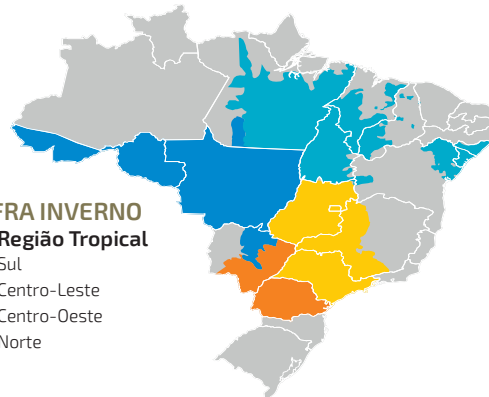 FRA INVERNO
Região Tropical
Sul
Centro-Leste
Centro-Oeste
Norte